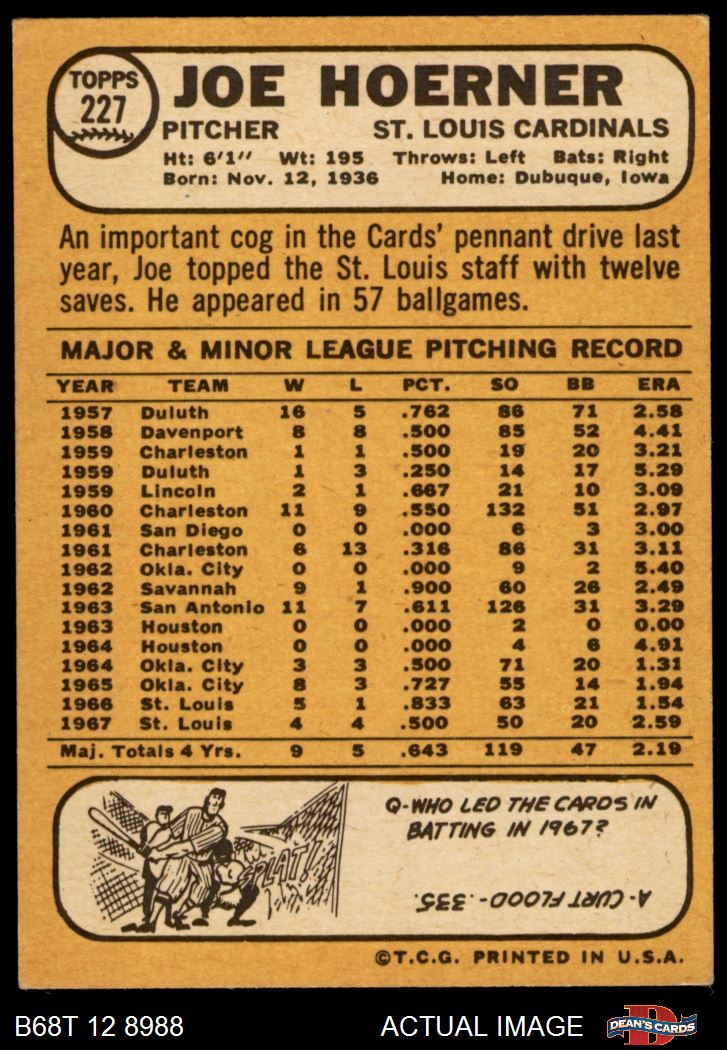 TOPPS
227
JOE HOERNER
PITCHER ST. LOUIS CARDINALS
Ht: 6'1" Wt: 195 Throws: Left Bats: Right
Born: Nov. 12, 1936 Home: Dubuque, Iowa
An important cog in the Cards' pennant drive last
year, Joe topped the St. Louis staff with twelve
saves. He appeared in 57 ballgames.
MAJOR & MINOR LEAGUE PITCHING RECORD
YEAR TEAM W L PCT. SO BB ERA
1957 Duluth 16 5 .762 86 71 2.58
1958 Davenport 8 8 .500 85 52 4.41
1959 Charleston 1 1 .500 19 20 3.21
1959 Duluth 1 3 .250 14 17 5.29
1959 Lincoln 2 1 .667 21 10 3.09
1960 Charleston 11 9 .550 132 51 2.97
1961 San Diego 0 0 .000 6 3 3.00
1961 Charleston 6 13 .316 86 31 3.11
1962 Okla. City 0 0 .000 9 2 5.40
1962 Savannah 9 1 .900 60 26 2.49
1963 San Antonio 11 7 .611 126 31 3.29
1963 Houston 0 0 .000 2 0 0.00
1964 Houston 0 0 .000 4 6 4.91
1964 Okla. City 3 3 .500 71 20 1.31
1965 Okla. City 8 3 .727 55 14 1.94
1966 St. Louis 5 1 .833 63 21 1.54
1967 St. Louis 4 4 .500 50 20 2.59
Maj. Totals 4 Yrs. 9 5 .643 119 47 2.19
SPLAT!
Q-WHO LED THE CARDS IN
BATTING IN 1967?
A-CURT FLOOD-.335.
©T.C.G. PRINTED IN U.S.A.
B68T 12 8988 ACTUAL IMAGE
D
DEAN'S CARDS